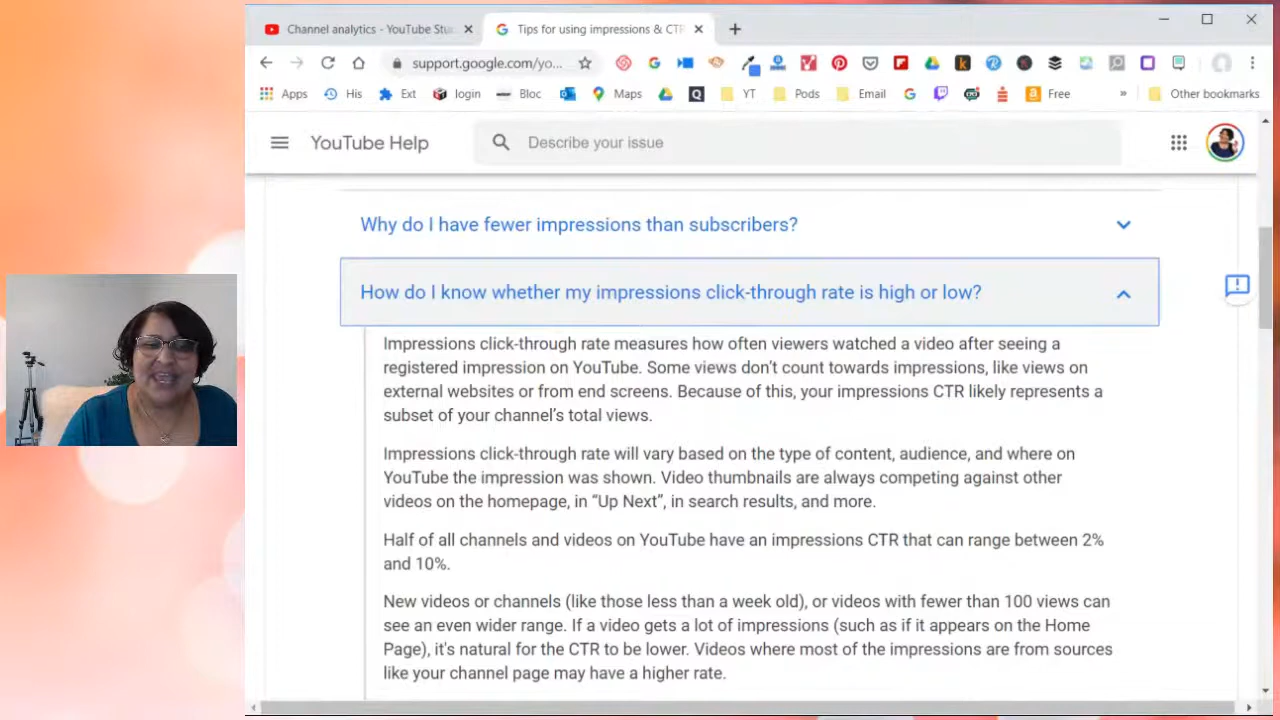 Channel analytics - YouTube Stu
Tips for using impressions & CTR
support.google.com/yo...
Apps
His
Ext
login
Bloc
Maps
YT
Pods
Email
Free
»
Other bookmarks
YouTube Help
Describe your issue
Why do I have fewer impressions than subscribers?
How do I know whether my impressions click-through rate is high or low?
Impressions click-through rate measures how often viewers watched a video after seeing a
registered impression on YouTube. Some views don’t count towards impressions, like views on
external websites or from end screens. Because of this, your impressions CTR likely represents a
subset of your channel’s total views.
Impressions click-through rate will vary based on the type of content, audience, and where on
YouTube the impression was shown. Video thumbnails are always competing against other
videos on the homepage, in “Up Next”, in search results, and more.
Half of all channels and videos on YouTube have an impressions CTR that can range between 2%
and 10%.
New videos or channels (like those less than a week old), or videos with fewer than 100 views can
see an even wider range. If a video gets a lot of impressions (such as if it appears on the Home
Page), it's natural for the CTR to be lower. Videos where most of the impressions are from sources
like your channel page may have a higher rate.